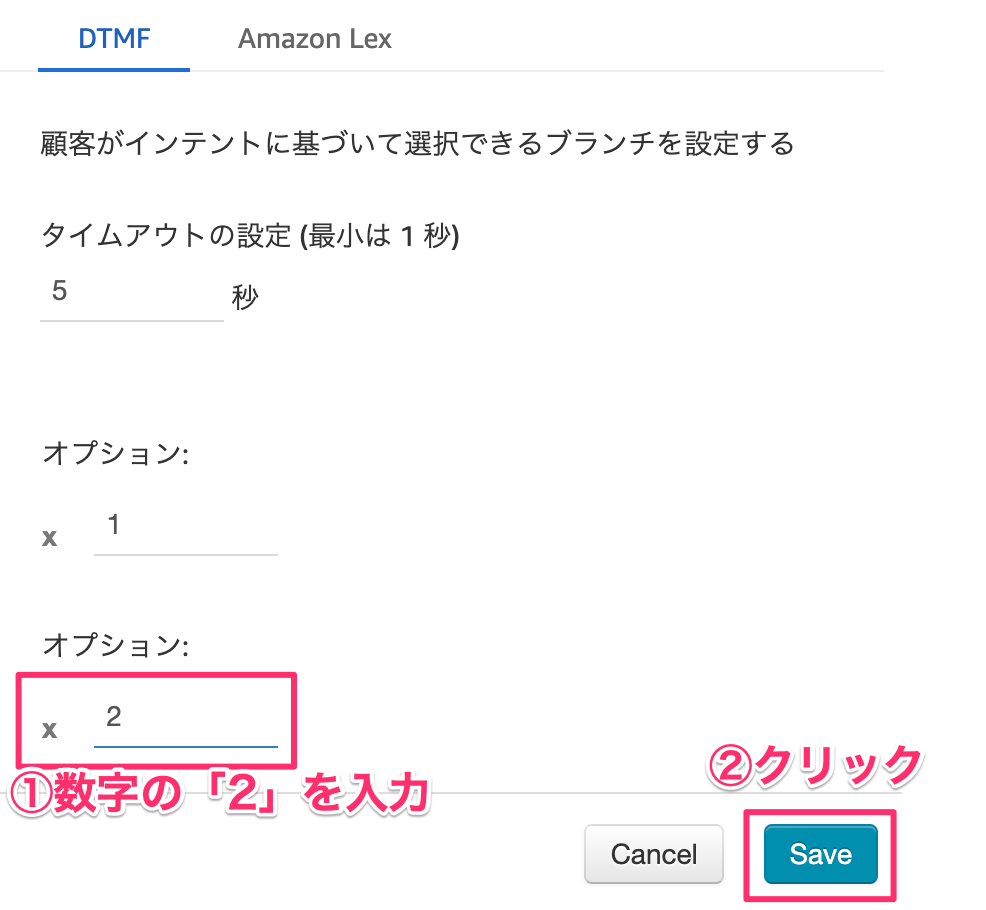 DTMF Amazon Lex
顧客がインテントに基づいて選択できるブランチを設定する
タイムアウトの設定 (最小は 1 秒)
5 秒
オプション:
x 1
オプション:
x 2
①数字の「2」を入力
②クリック
Cancel Save